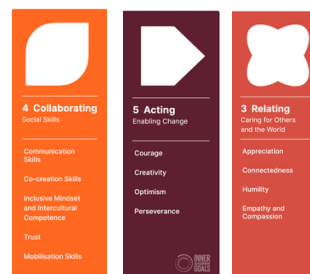 4 Collaborating
Social Skills
Communication
Skills
Co-creation Skills
Inclusive Mindset
and Intercultural
Competence
Trust
Mobilisation Skills
5 Acting
Enabling Change
Courage
Creativity
Optimism
Perseverance
INNER
DEVELOPMENT
GOALS
3 Relating
Caring for Others
and the World
Appreciation
Connectedness
Humility
Empathy and
Compassion